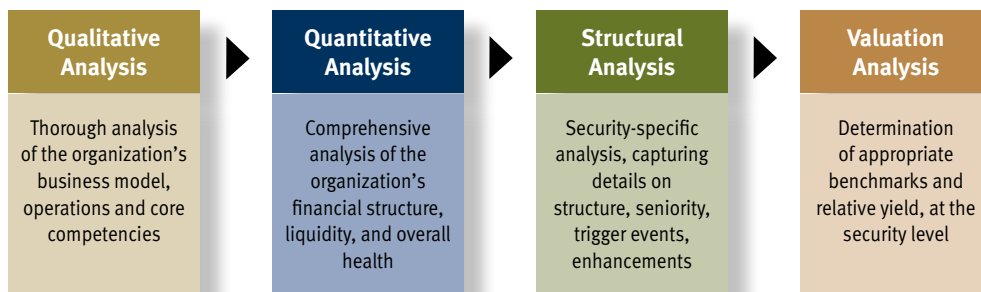 Qualitative
Analysis
Thorough analysis
of the organization's
business model,
operations and core
competencies
Quantitative
Analysis
Comprehensive
analysis of the
organization's
financial structure,
liquidity, and overall
health
Structural
Analysis
Security-specific
analysis, capturing
details on
structure, seniority,
trigger events,
enhancements
Valuation
Analysis
Determination
of appropriate
benchmarks and
relative yield, at the
security level